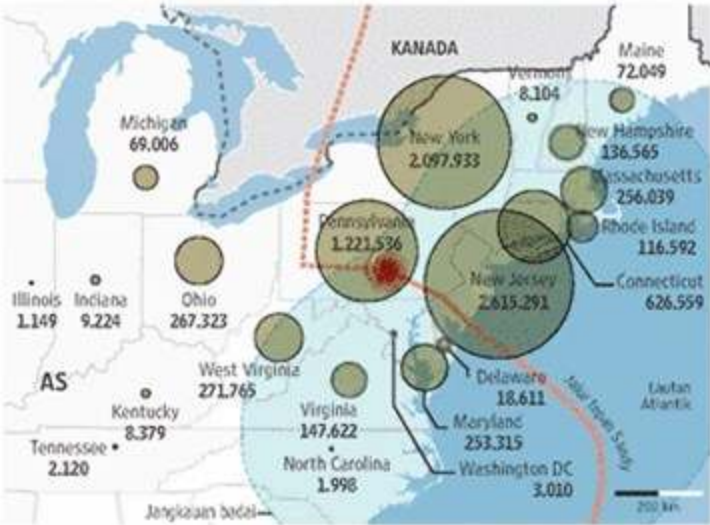 KANADA
Maine
72.049
Vermont
8.104
Michigan
69.006
New York
2.097.933
New Hampshire
136.565
Massachusetts
256.039
Pennsylvania
1.221.536
Rhode Island
116.592
New Jersey
2.615.291
Connecticut
626.559
Illinois
1.149
Indiana
9.224
Ohio
267.323
West Virginia
271.765
AS
Delaware
18.611
Lautan
Atlantik
Jalur topan Sandy
Kentucky
8.379
Virginia
147.622
Maryland
253.315
Tennessee
2.120
North Carolina
1.998
Washington DC
3.010
Jangkauan badai
200 km